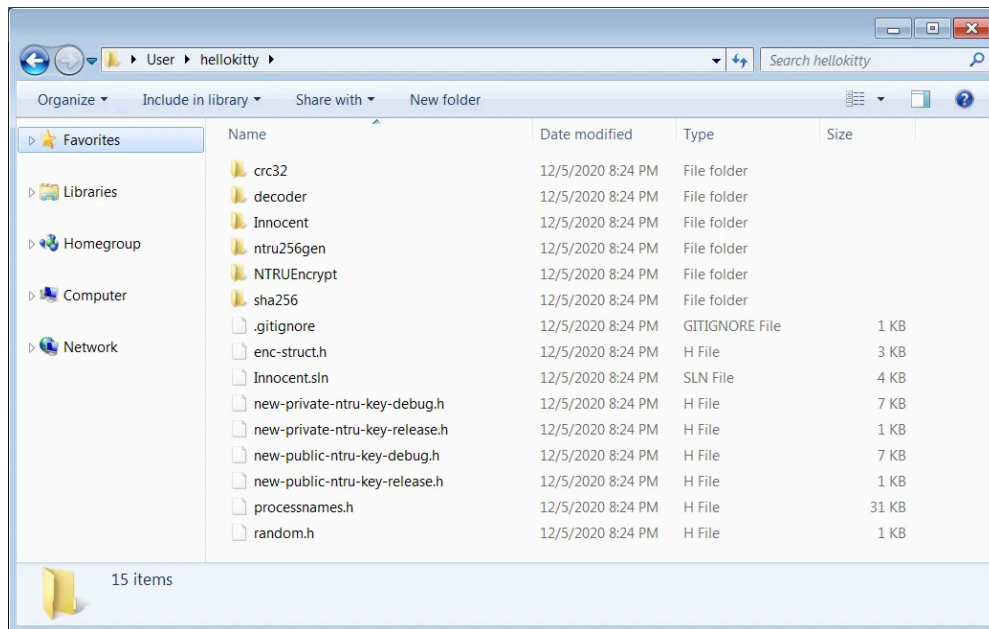 User hellokitty
Search hellokitty
Organize Include in library Share with New folder
Name Date modified Type Size
Favorites
Libraries
Homegroup
Computer
Network
crc32 12/5/2020 8:24 PM File folder
decoder 12/5/2020 8:24 PM File folder
Innocent 12/5/2020 8:24 PM File folder
ntru256gen 12/5/2020 8:24 PM File folder
NTRUEncrypt 12/5/2020 8:24 PM File folder
sha256 12/5/2020 8:24 PM File folder
.gitignore 12/5/2020 8:24 PM GITIGNORE File 1 KB
enc-struct.h 12/5/2020 8:24 PM H File 3 KB
Innocent.sln 12/5/2020 8:24 PM SLN File 4 KB
new-private-ntru-key-debug.h 12/5/2020 8:24 PM H File 7 KB
new-private-ntru-key-release.h 12/5/2020 8:24 PM H File 1 KB
new-public-ntru-key-debug.h 12/5/2020 8:24 PM H File 7 KB
new-public-ntru-key-release.h 12/5/2020 8:24 PM H File 1 KB
processnames.h 12/5/2020 8:24 PM H File 31 KB
random.h 12/5/2020 8:24 PM H File 1 KB
15 items